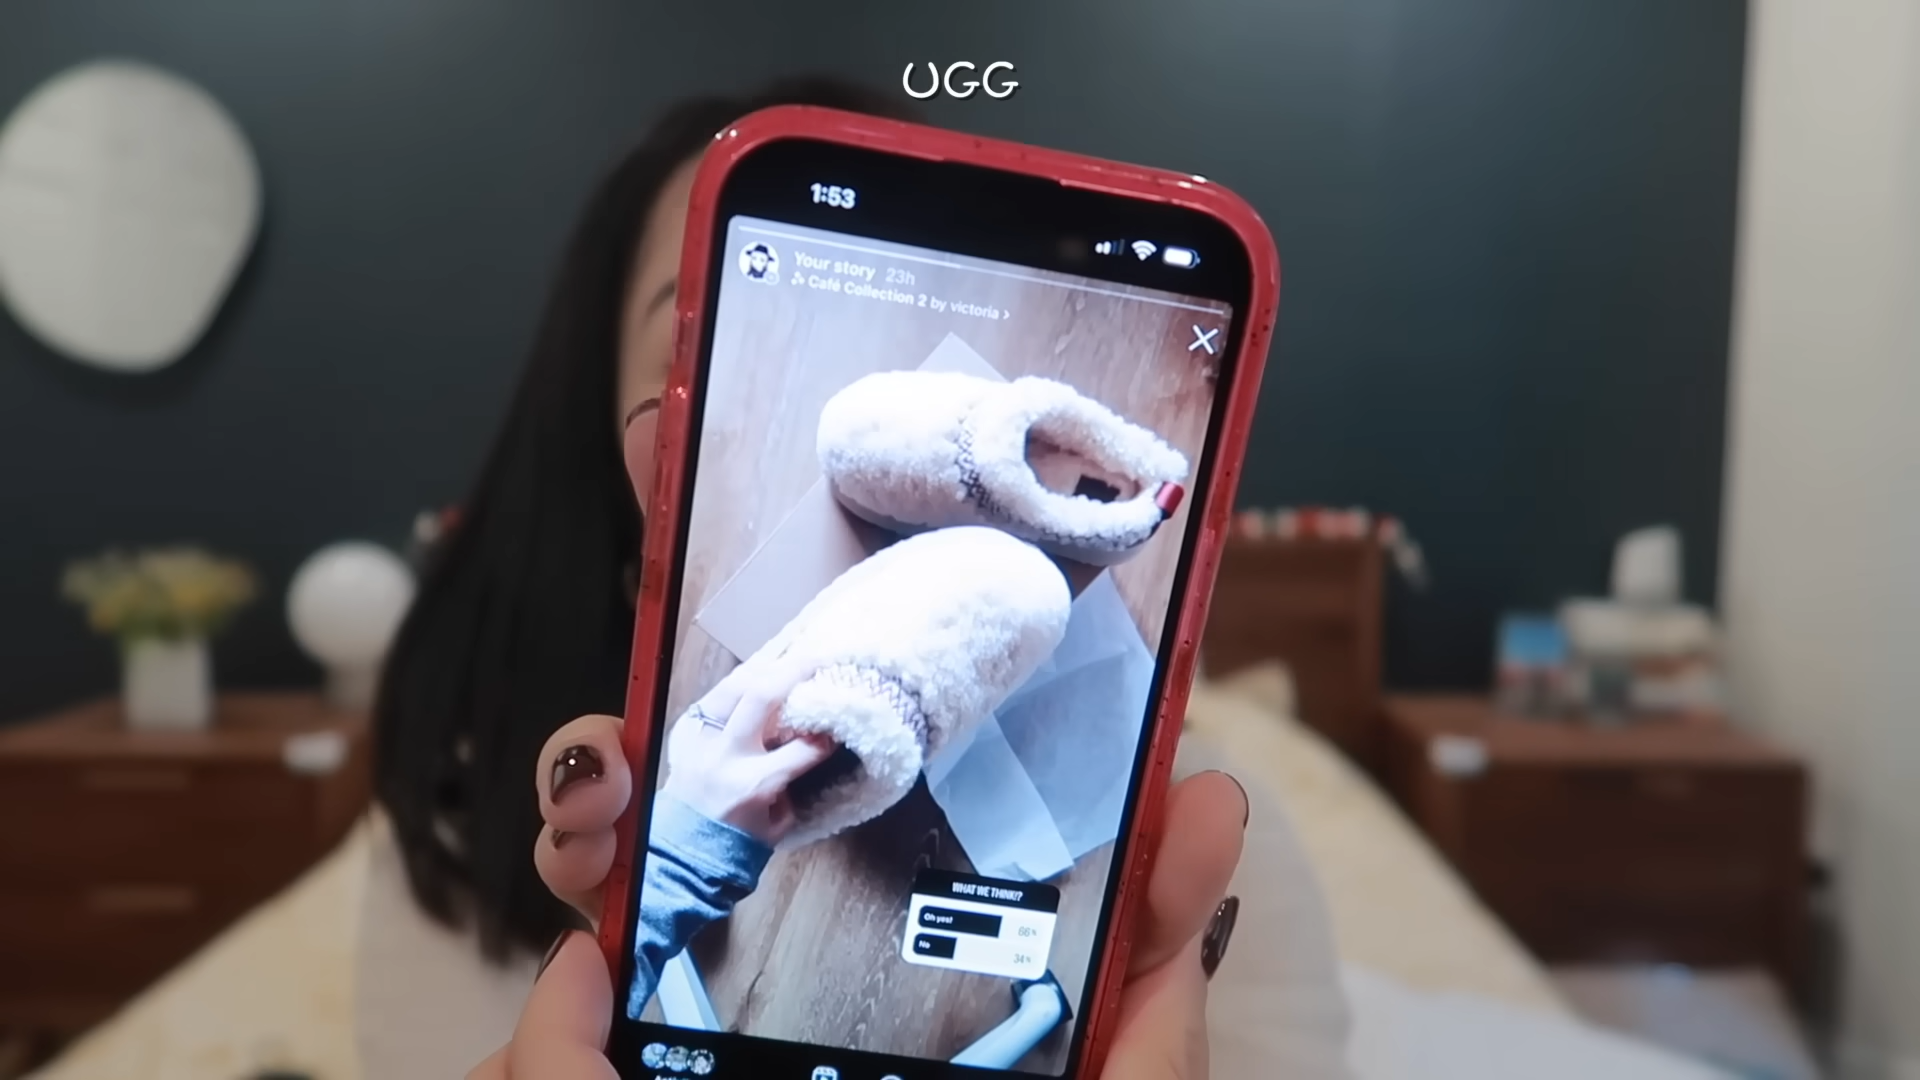 UGG
1:53
Your story 23h
Café Collection 2 by victoria >
WHAT WE THINK!?
Oh yes! 66%
No 34%